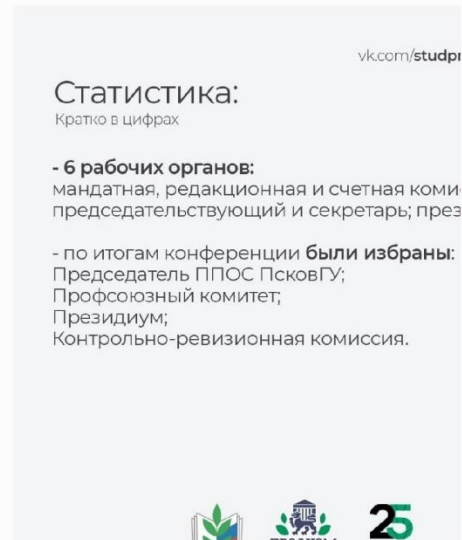 vk.com/studpr
Статистика:
Кратко в цифрах
- 6 рабочих органов:
мандатная, редакционная и счетная коми
председательствующий и секретарь; през
- по итогам конференции были избраны:
Председатель ППОС ПсковГУ;
Профсоюзный комитет;
Президиум;
Контрольно-ревизионная комиссия.
25